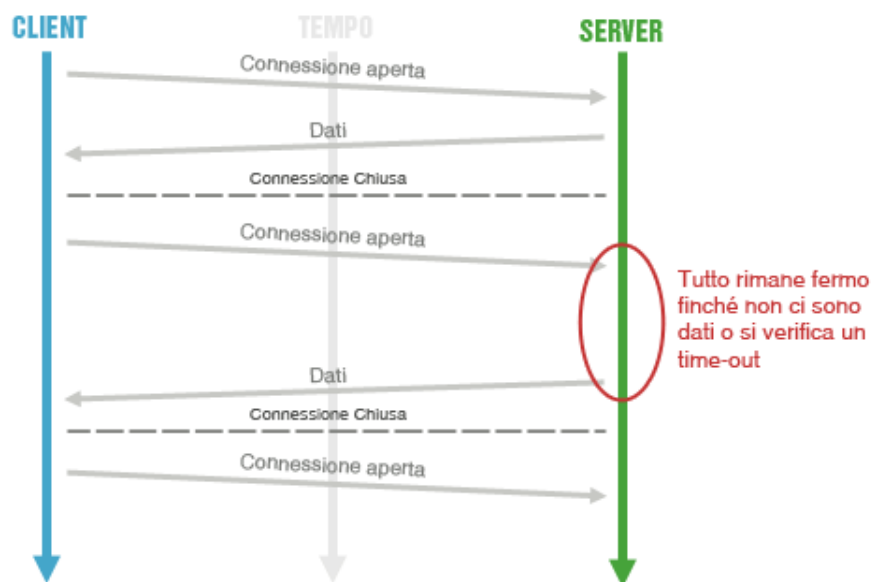 CLIENT
TEMPO
SERVER
Connessione aperta
Dati
Connessione Chiusa
Connessione aperta
Tutto rimane fermo
finché non ci sono
dati o si verifica un
time-out
Dati
Connessione Chiusa
Connessione aperta